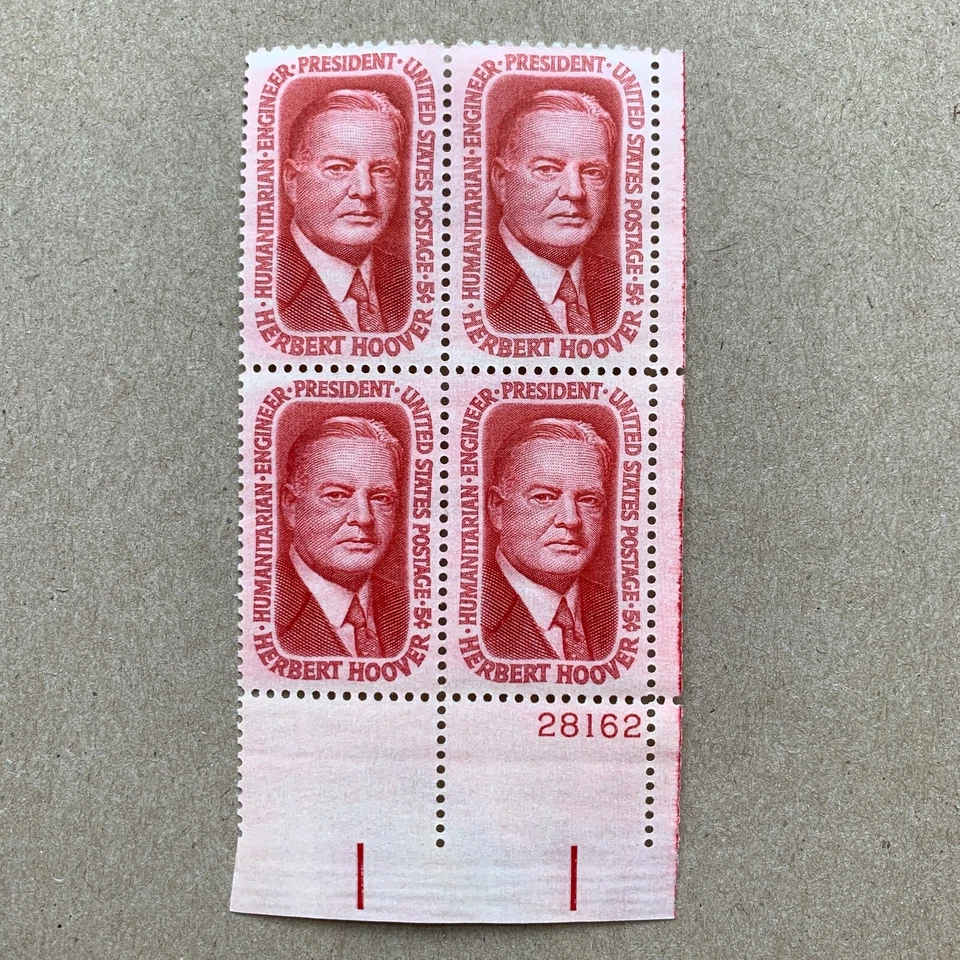 · HUMANITARIAN · ENGINEER · PRESIDENT · UNITED STATES POSTAGE · 5¢
HERBERT HOOVER
· HUMANITARIAN · ENGINEER · PRESIDENT · UNITED STATES POSTAGE · 5¢
HERBERT HOOVER
· HUMANITARIAN · ENGINEER · PRESIDENT · UNITED STATES POSTAGE · 5¢
HERBERT HOOVER
· HUMANITARIAN · ENGINEER · PRESIDENT · UNITED STATES POSTAGE · 5¢
HERBERT HOOVER
28162